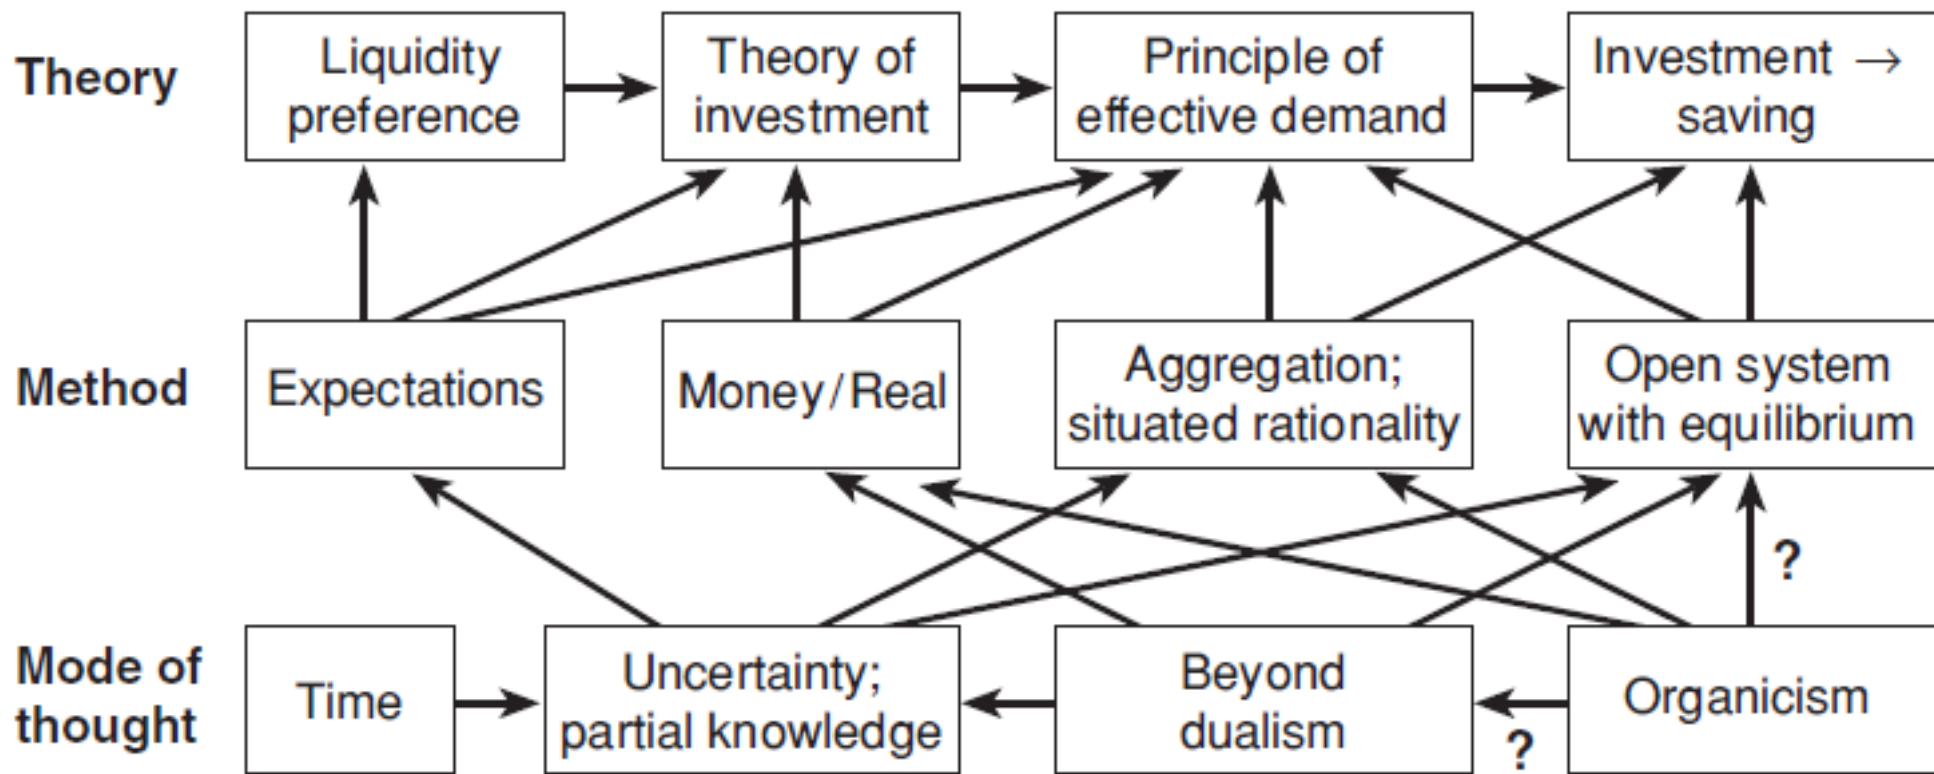 Theory
Liquidity
preference
Theory of
investment
Principle of
effective demand
Investment →
saving
Method
Expectations
Money/Real
Aggregation;
situated rationality
Open system
with equilibrium
?
Mode of
thought
Time
Uncertainty;
partial knowledge
Beyond
dualism
?
Organicism